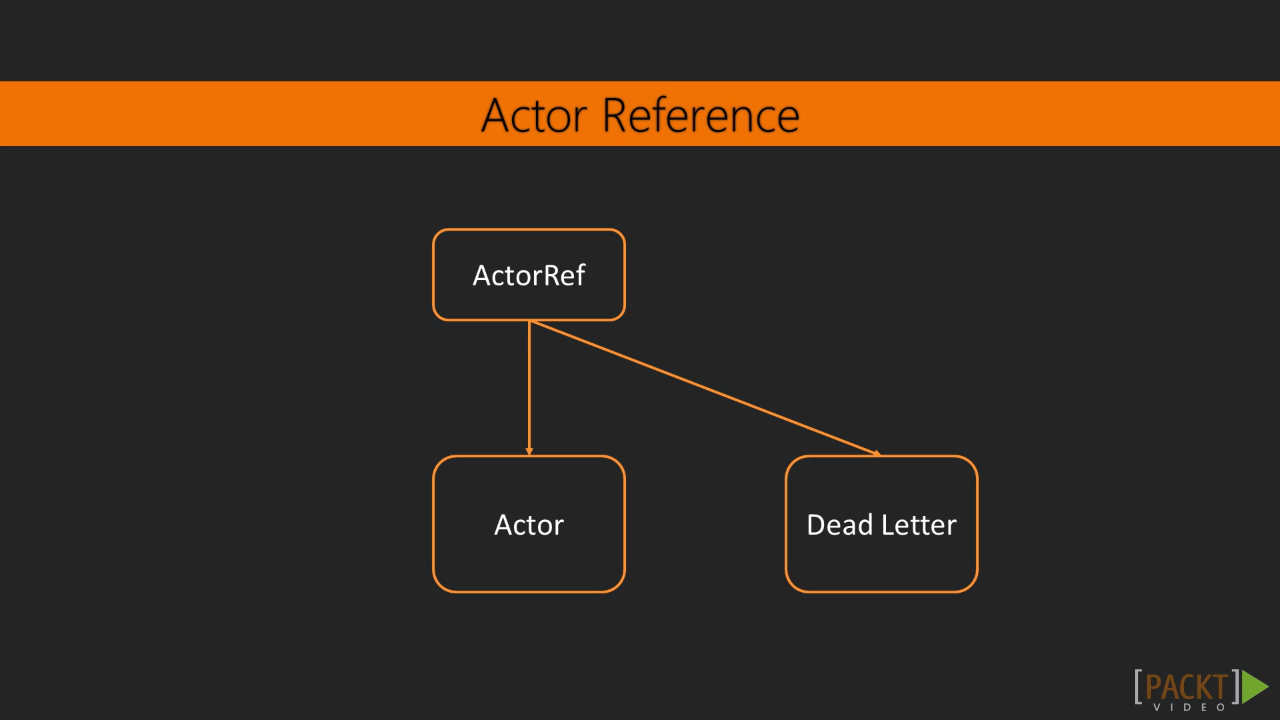 Actor Reference
ActorRef
Actor
Dead Letter
[PACKT]
VIDEO